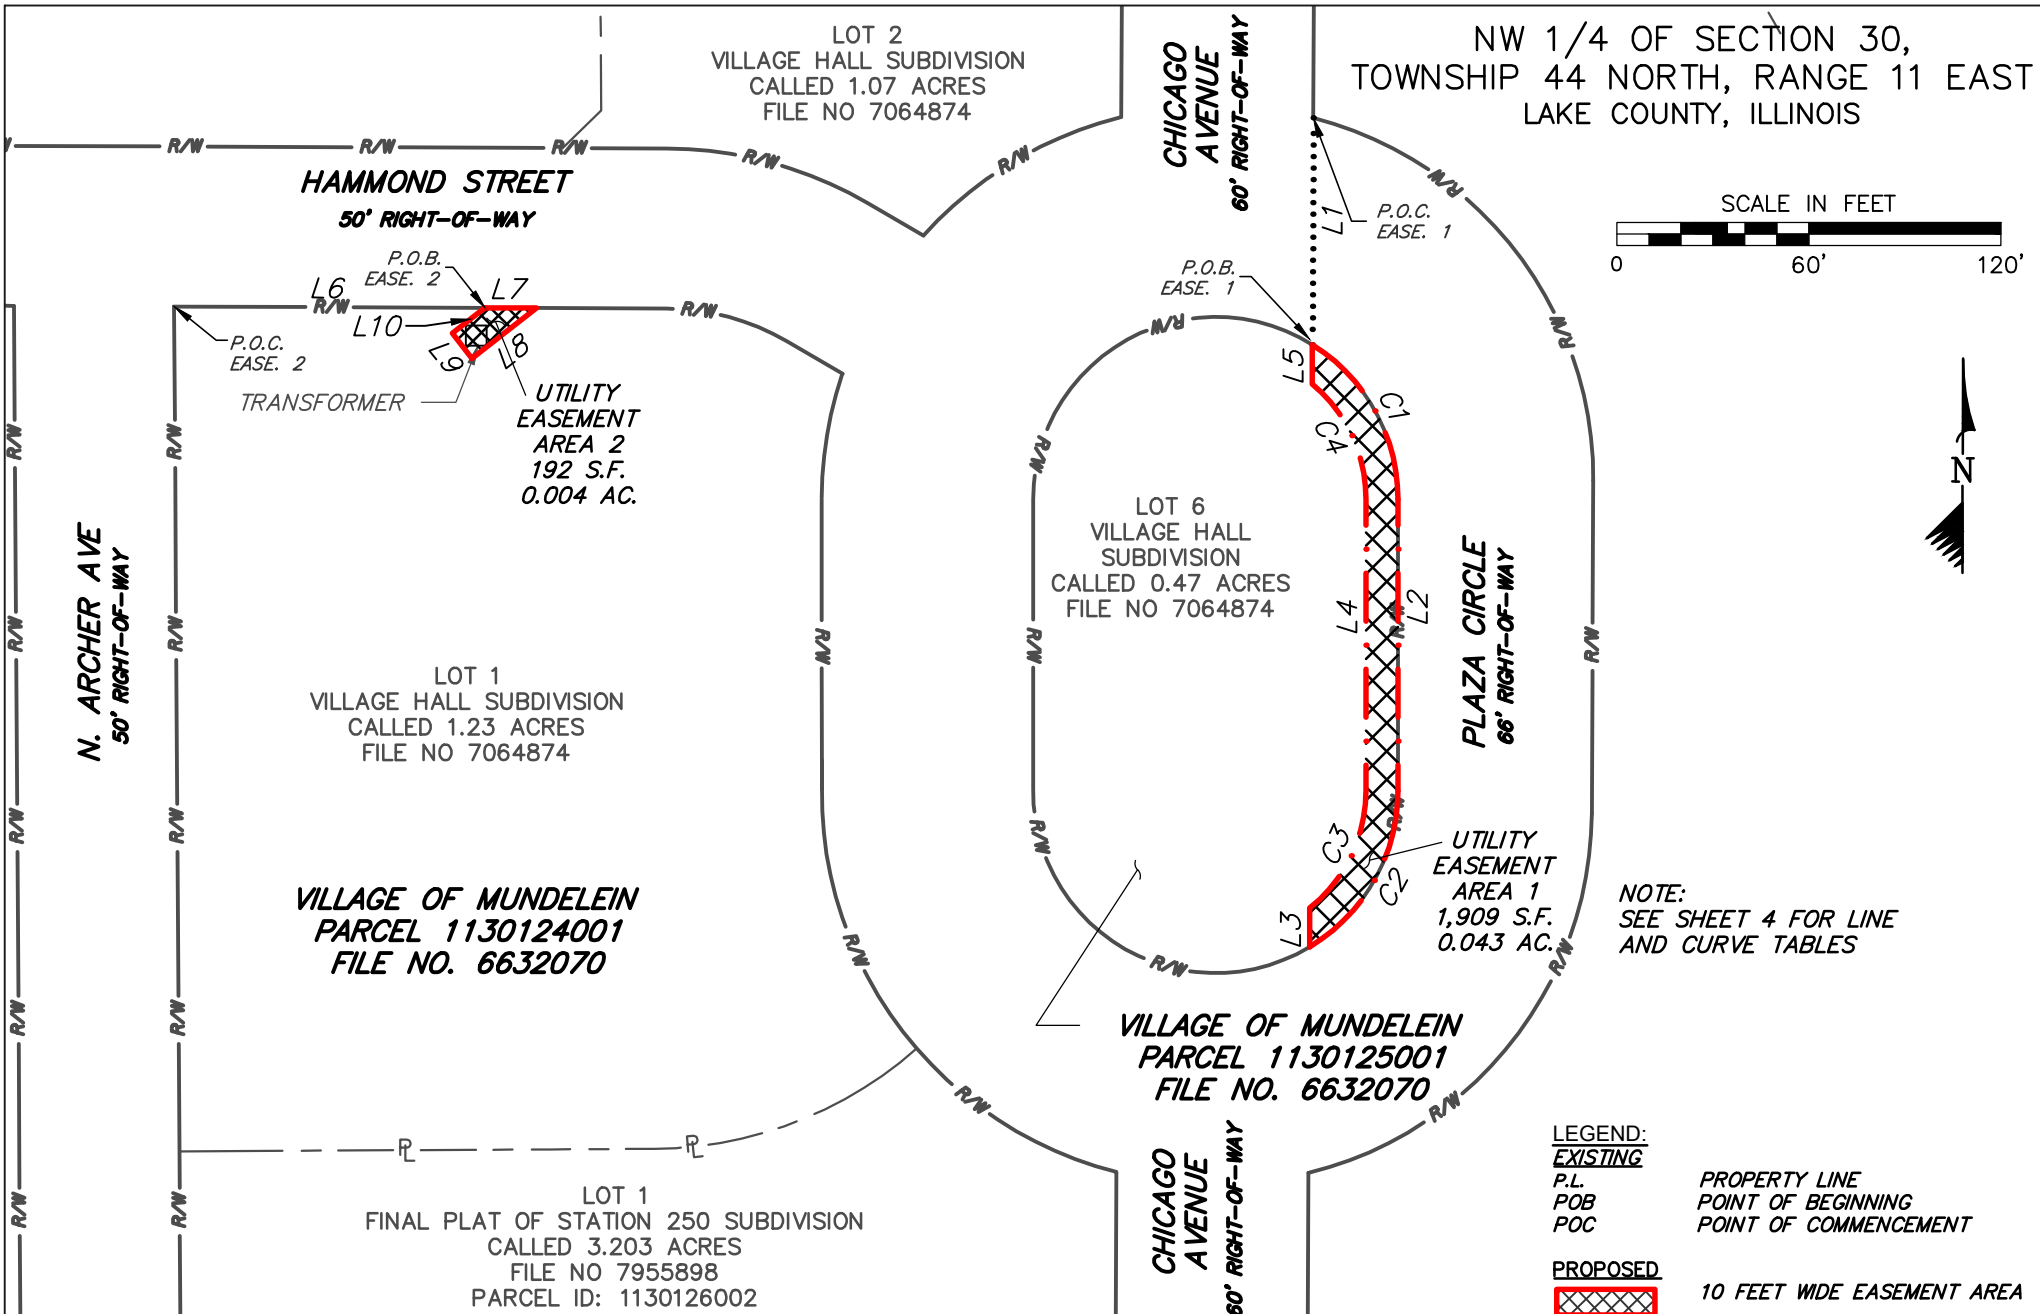 LOT 2
VILLAGE HALL SUBDIVISION
CALLED 1.07 ACRES
FILE NO 7064874
CHICAGO
AVENUE
60' RIGHT-OF-WAY
NW 1/4 OF SECTION 30,
TOWNSHIP 44 NORTH, RANGE 11 EAST
LAKE COUNTY, ILLINOIS
SCALE IN FEET
0 60' 120'
R/W R/W R/W R/W R/W R/W
HAMMOND STREET
50' RIGHT-OF-WAY
L1
P.O.C.
EASE. 1
P.O.B.
EASE. 1
P.O.B.
EASE. 2
L6
R/W
L7
R/W
L10
L9
L8
P.O.C.
EASE. 2
TRANSFORMER
UTILITY
EASEMENT
AREA 2
192 S.F.
0.004 AC.
R/W
R/W
R/W
L5
C1
C4
N
N. ARCHER AVE
50' RIGHT-OF-WAY
R/W
R/W
R/W
R/W
R/W
R/W
R/W
R/W
R/W
R/W
LOT 1
VILLAGE HALL SUBDIVISION
CALLED 1.23 ACRES
FILE NO 7064874
VILLAGE OF MUNDELEIN
PARCEL 1130124001
FILE NO. 6632070
R/W
R/W
R/W
R/W
R/W
LOT 6
VILLAGE HALL
SUBDIVISION
CALLED 0.47 ACRES
FILE NO 7064874
L4
R/W
L2
PLAZA CIRCLE
66' RIGHT-OF-WAY
R/W
R/W
C3
C2
L3
R/W
UTILITY
EASEMENT
AREA 1
1,909 S.F.
0.043 AC.
R/W
NOTE:
SEE SHEET 4 FOR LINE
AND CURVE TABLES
VILLAGE OF MUNDELEIN
PARCEL 1130125001
FILE NO. 6632070
R/W
R/W
R/W
PL PL
LOT 1
FINAL PLAT OF STATION 250 SUBDIVISION
CALLED 3.203 ACRES
FILE NO 7955898
PARCEL ID: 1130126002
CHICAGO
AVENUE
60' RIGHT-OF-WAY
LEGEND:
EXISTING
P.L. PROPERTY LINE
POB POINT OF BEGINNING
POC POINT OF COMMENCEMENT
PROPOSED
10 FEET WIDE EASEMENT AREA